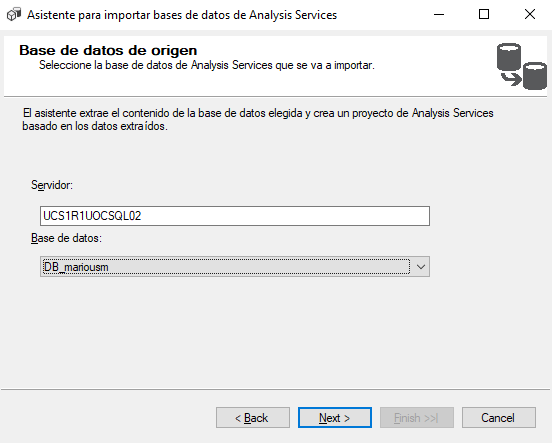 Asistente para importar bases de datos de Analysis Services
Base de datos de origen
Seleccione la base de datos de Analysis Services que se va a importar.
El asistente extrae el contenido de la base de datos elegida y crea un proyecto de Analysis Services
basado en los datos extraídos.
Servidor:
UCS1R1UOCSQL02
Base de datos:
DB_mariousm
< Back
Next >
Finish >>|
Cancel